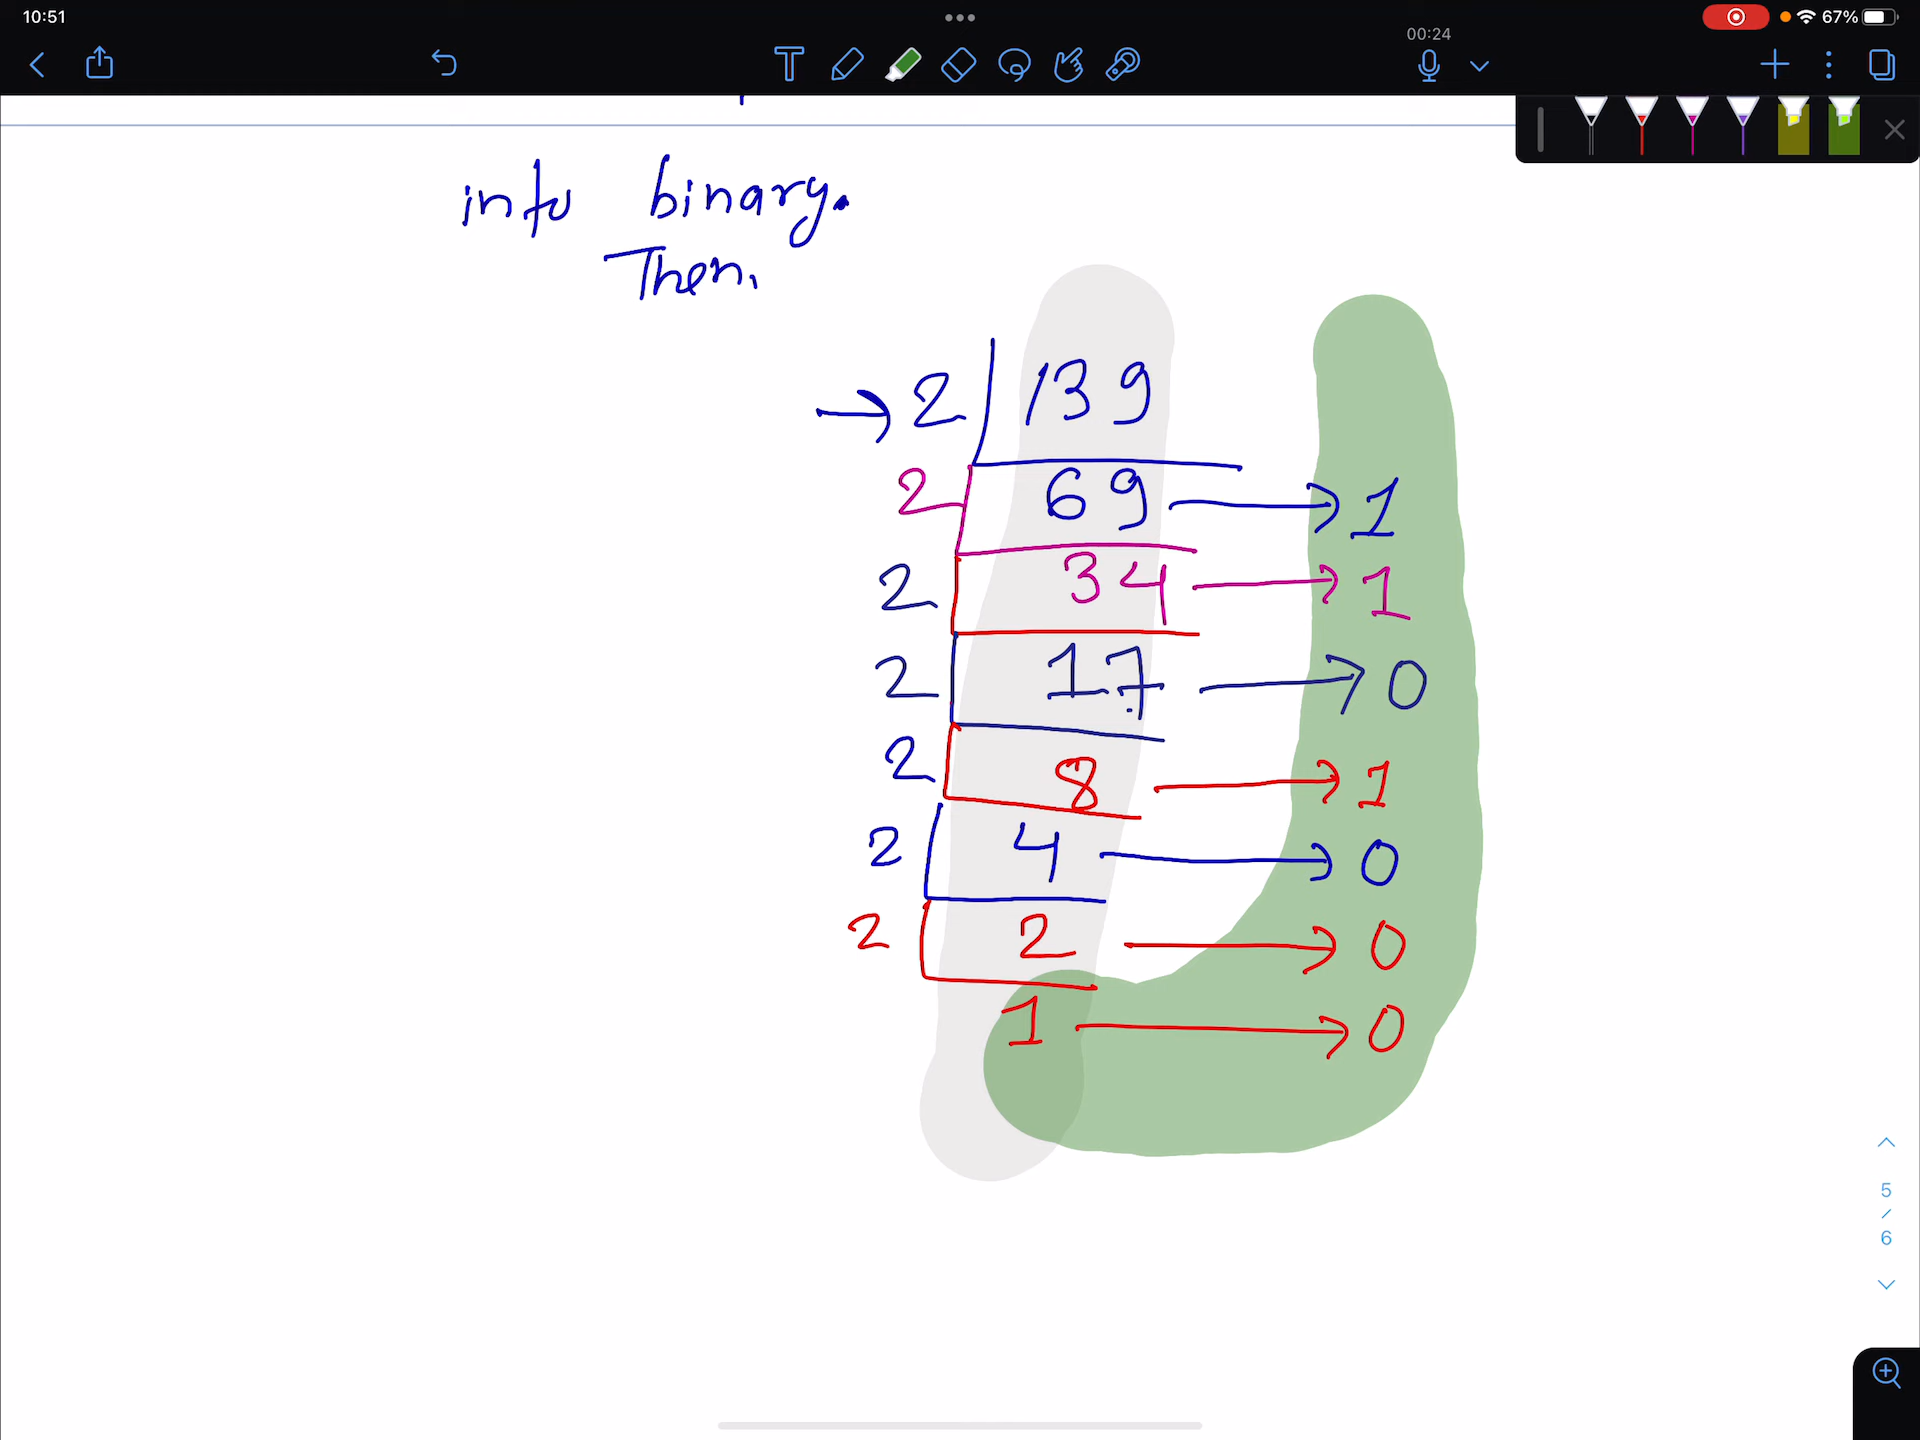 10:51
67%
00:24
into binary.
Then,
→ 2 139
2 69 → 1
2 34 → 1
2 17 → 0
2 8 → 1
2 4 → 0
2 2 → 0
1 → 0
5
/
6